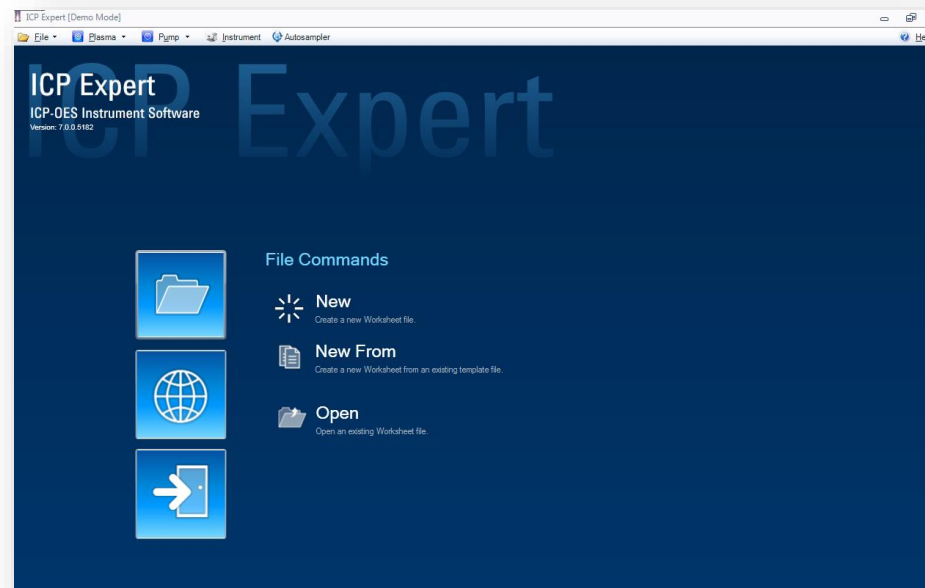 ICP Expert [Demo Mode]
File Plasma Pump Instrument Autosampler He
ICP Expert
ICP Expert
ICP-OES Instrument Software
Version: 7.0.0.5182
File Commands
New
Create a new Worksheet file.
New From
Create a new Worksheet from an existing template file.
Open
Open an existing Worksheet file.